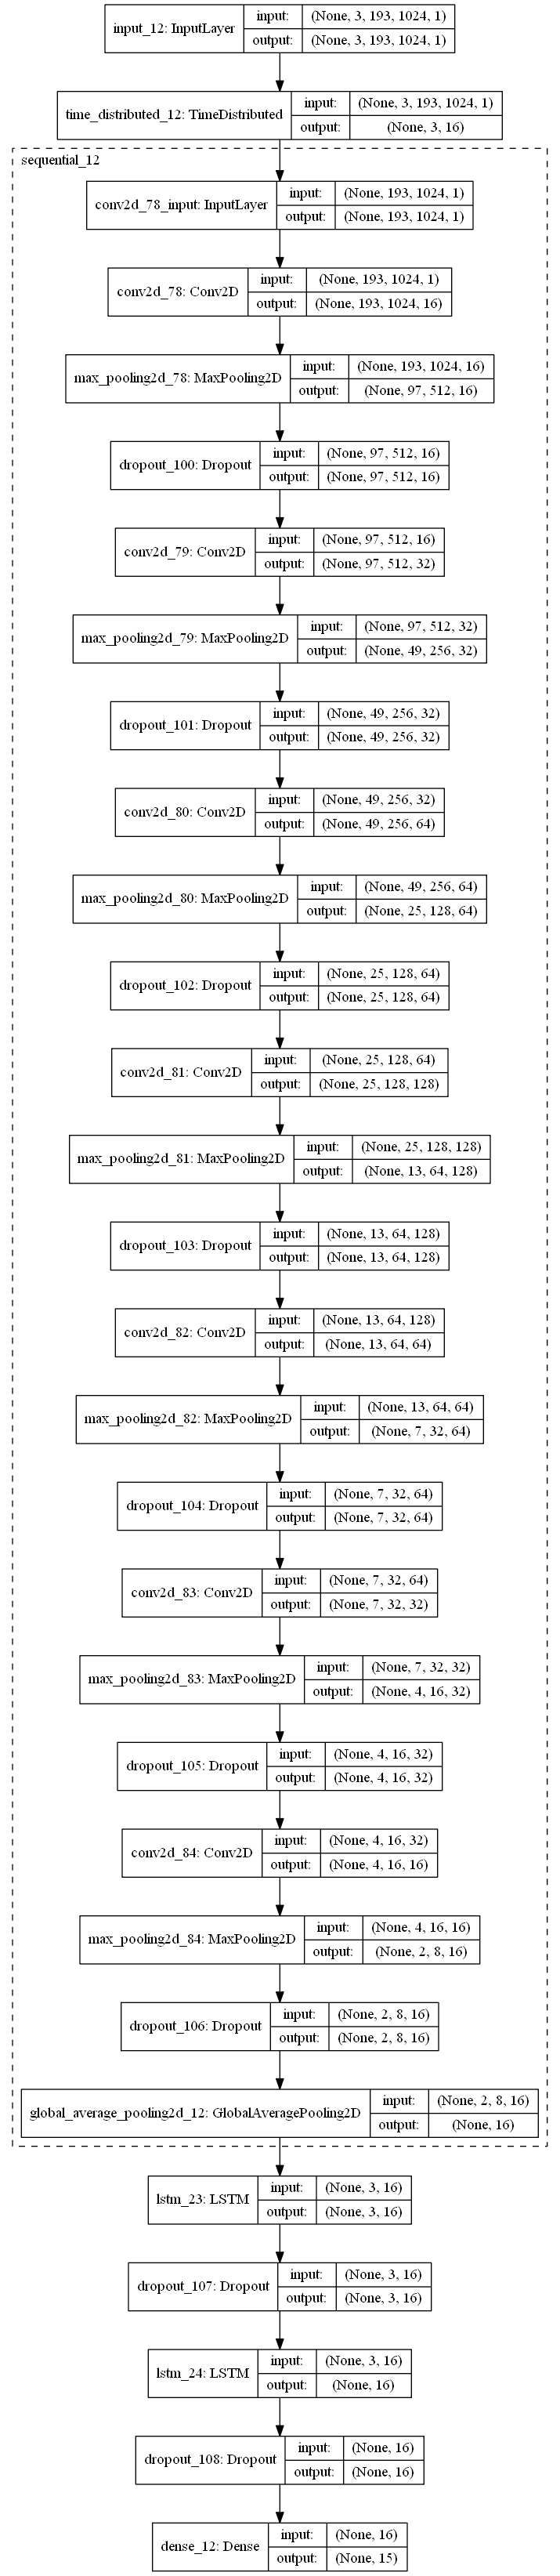 input_12: InputLayer
input: (None, 3, 193, 1024, 1)
output: (None, 3, 193, 1024, 1)
time_distributed_12: TimeDistributed
input: (None, 3, 193, 1024, 1)
output: (None, 3, 16)
sequential_12
conv2d_78_input: InputLayer
input: (None, 193, 1024, 1)
output: (None, 193, 1024, 1)
conv2d_78: Conv2D
input: (None, 193, 1024, 1)
output: (None, 193, 1024, 16)
max_pooling2d_78: MaxPooling2D
input: (None, 193, 1024, 16)
output: (None, 97, 512, 16)
dropout_100: Dropout
input: (None, 97, 512, 16)
output: (None, 97, 512, 16)
conv2d_79: Conv2D
input: (None, 97, 512, 16)
output: (None, 97, 512, 32)
max_pooling2d_79: MaxPooling2D
input: (None, 97, 512, 32)
output: (None, 49, 256, 32)
dropout_101: Dropout
input: (None, 49, 256, 32)
output: (None, 49, 256, 32)
conv2d_80: Conv2D
input: (None, 49, 256, 32)
output: (None, 49, 256, 64)
max_pooling2d_80: MaxPooling2D
input: (None, 49, 256, 64)
output: (None, 25, 128, 64)
dropout_102: Dropout
input: (None, 25, 128, 64)
output: (None, 25, 128, 64)
conv2d_81: Conv2D
input: (None, 25, 128, 64)
output: (None, 25, 128, 128)
max_pooling2d_81: MaxPooling2D
input: (None, 25, 128, 128)
output: (None, 13, 64, 128)
dropout_103: Dropout
input: (None, 13, 64, 128)
output: (None, 13, 64, 128)
conv2d_82: Conv2D
input: (None, 13, 64, 128)
output: (None, 13, 64, 64)
max_pooling2d_82: MaxPooling2D
input: (None, 13, 64, 64)
output: (None, 7, 32, 64)
dropout_104: Dropout
input: (None, 7, 32, 64)
output: (None, 7, 32, 64)
conv2d_83: Conv2D
input: (None, 7, 32, 64)
output: (None, 7, 32, 32)
max_pooling2d_83: MaxPooling2D
input: (None, 7, 32, 32)
output: (None, 4, 16, 32)
dropout_105: Dropout
input: (None, 4, 16, 32)
output: (None, 4, 16, 32)
conv2d_84: Conv2D
input: (None, 4, 16, 32)
output: (None, 4, 16, 16)
max_pooling2d_84: MaxPooling2D
input: (None, 4, 16, 16)
output: (None, 2, 8, 16)
dropout_106: Dropout
input: (None, 2, 8, 16)
output: (None, 2, 8, 16)
global_average_pooling2d_12: GlobalAveragePooling2D
input: (None, 2, 8, 16)
output: (None, 16)
lstm_23: LSTM
input: (None, 3, 16)
output: (None, 3, 16)
dropout_107: Dropout
input: (None, 3, 16)
output: (None, 3, 16)
lstm_24: LSTM
input: (None, 3, 16)
output: (None, 16)
dropout_108: Dropout
input: (None, 16)
output: (None, 16)
dense_12: Dense
input: (None, 16)
output: (None, 15)